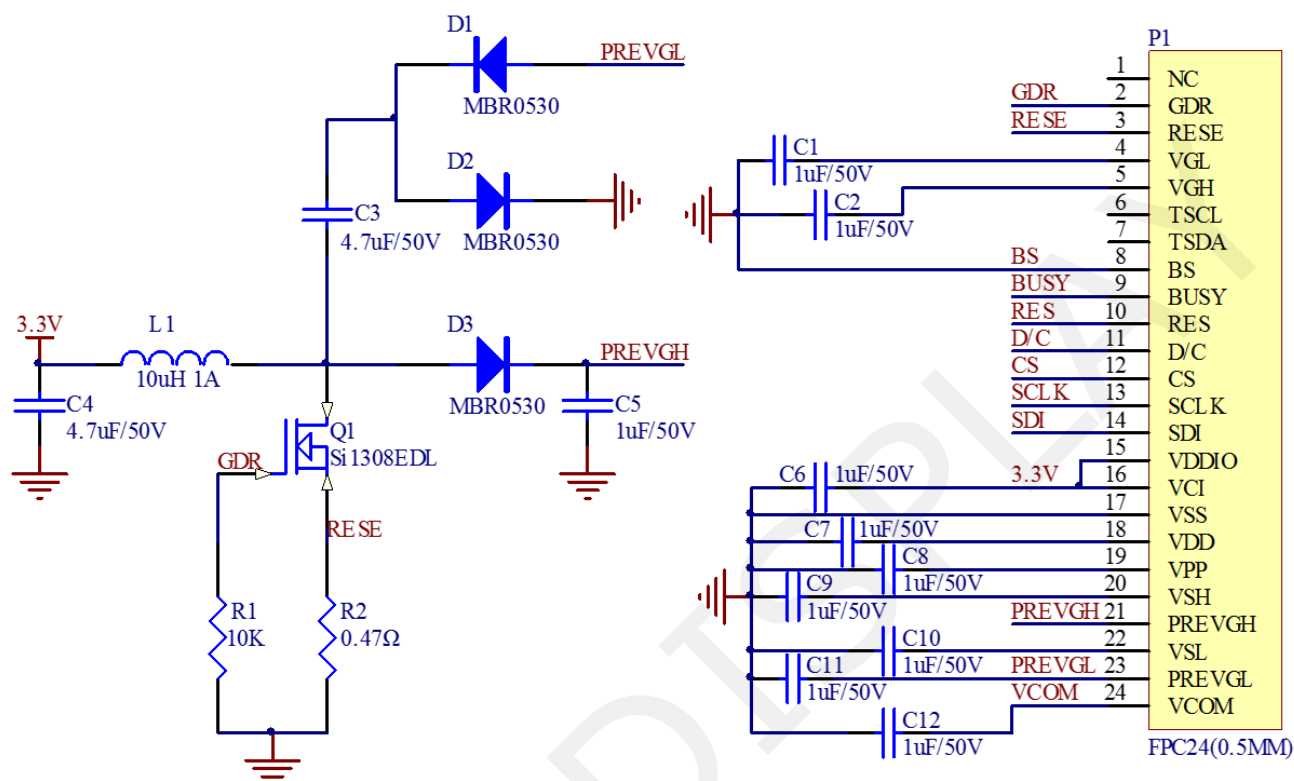 D1
PREVGL
MBR0530
D2
MBR0530
C3
4.7uF/50V
3.3V
L1
10uH 1A
D3
PREVGH
MBR0530
C4
4.7uF/50V
C5
1uF/50V
Q1
Si1308EDL
GDR
RESE
R1
10K
R2
0.47Ω
P1
1 NC
GDR 2 GDR
RESE 3 RESE
C1
1uF/50V
4 VGL
C2
1uF/50V
5 VGH
6 TSCL
7 TSDA
BS 8 BS
BUSY 9 BUSY
RES 10 RES
D/C 11 D/C
CS 12 CS
SCLK 13 SCLK
SDI 14 SDI
15 VDDIO
C6 1uF/50V 3.3V 16 VCI
17 VSS
C7 1uF/50V 18 VDD
C8
1uF/50V
19 VPP
C9
1uF/50V
20 VSH
PREVGH 21 PREVGH
C10
1uF/50V
22 VSL
C11
1uF/50V
PREVGL 23 PREVGL
VCOM 24 VCOM
C12
1uF/50V
FPC24(0.5MM)
DISPLAY